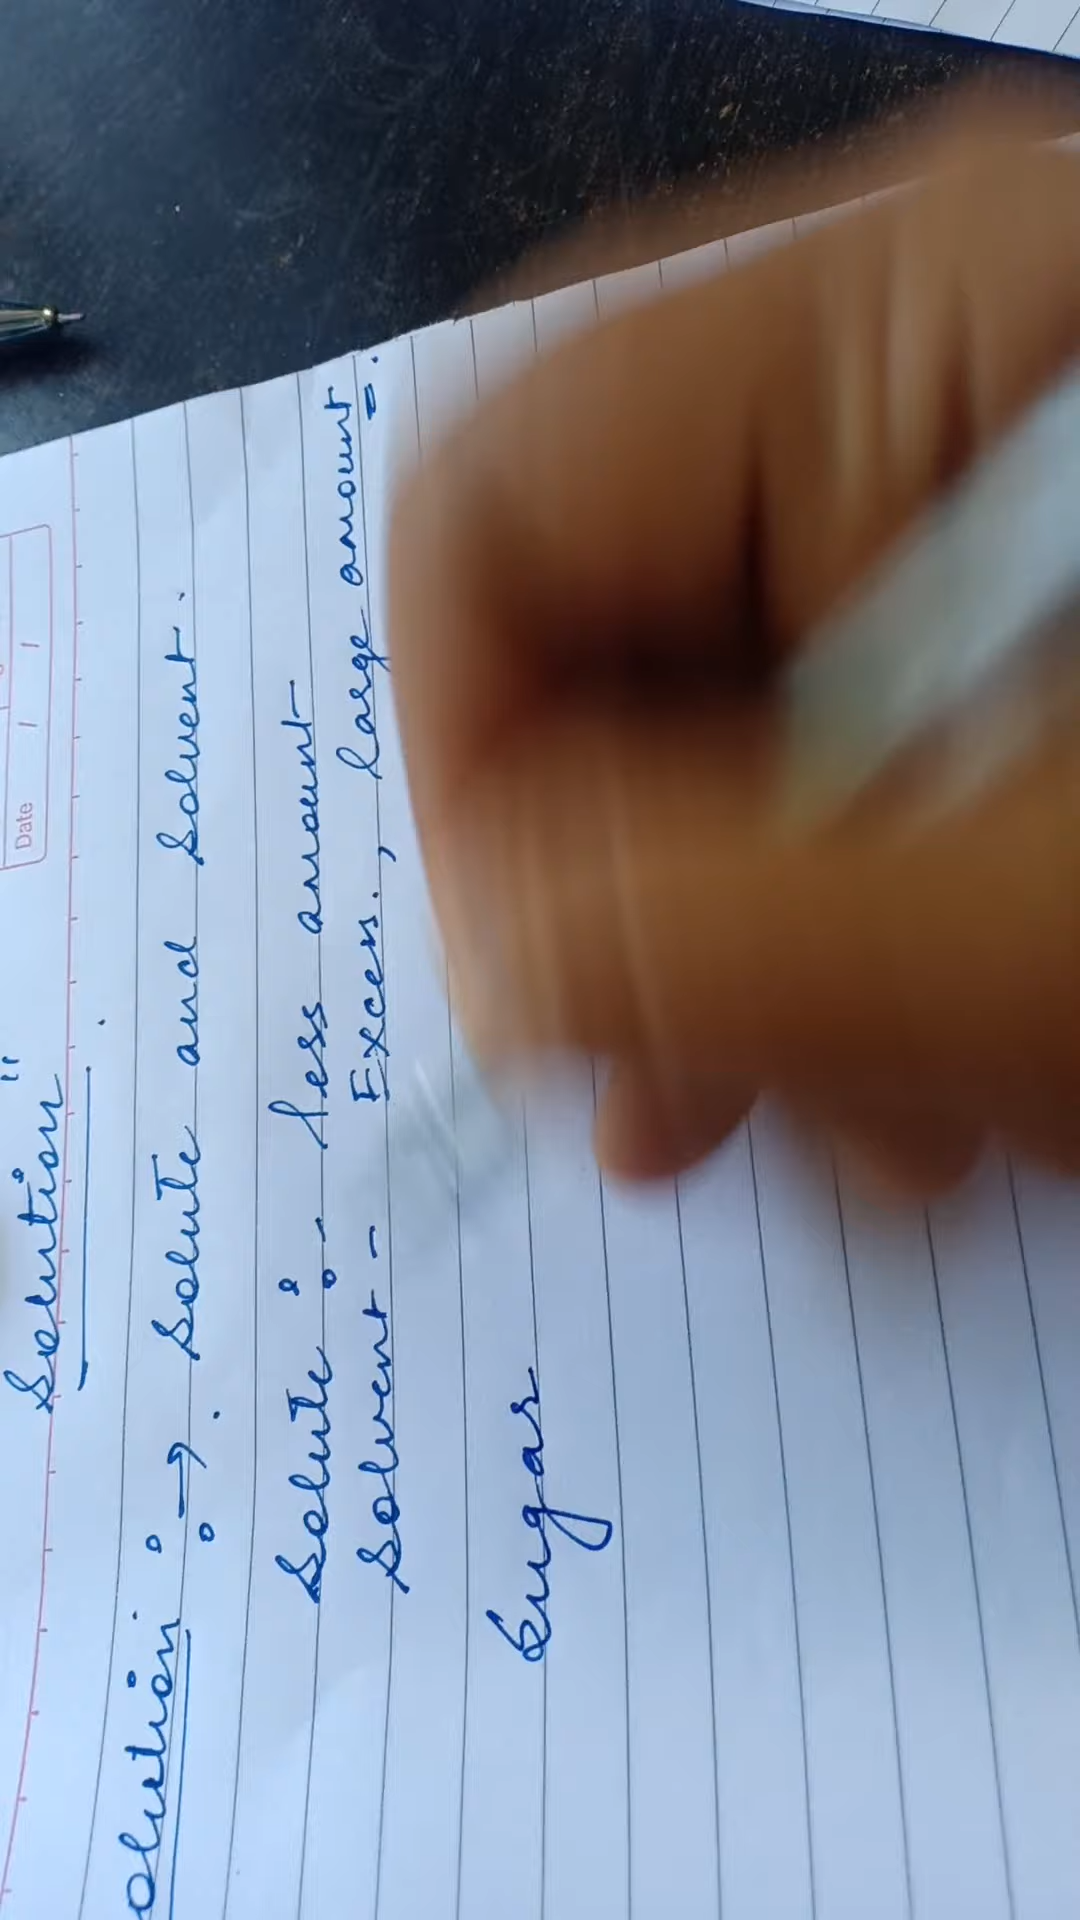 Date / /
Solution"
olution : → Solute and Solvent.
Solute :- less amount
Solvent - Excess., large amount.
Sugar